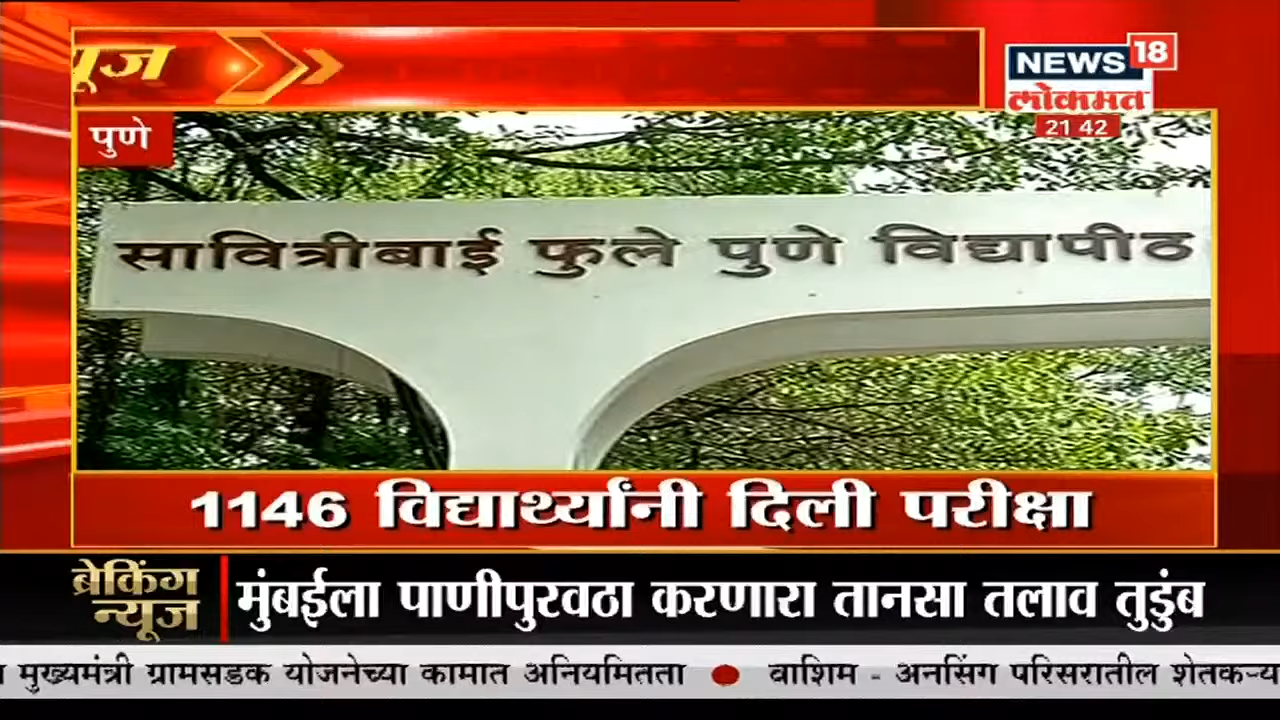 NEWS 18
लोकमत
21 42
पुणे
सावित्रीबाई फुले पुणे विद्यापीठ
1146 विद्यार्थ्यांनी दिली परीक्षा
ब्रेकिंग न्यूज
मुंबईला पाणीपुरवठा करणारा तानसा तलाव तुडुंब
मुख्यमंत्री ग्रामसडक योजनेच्या कामात अनियमितता ● वाशिम - अनसिंग परिसरातील